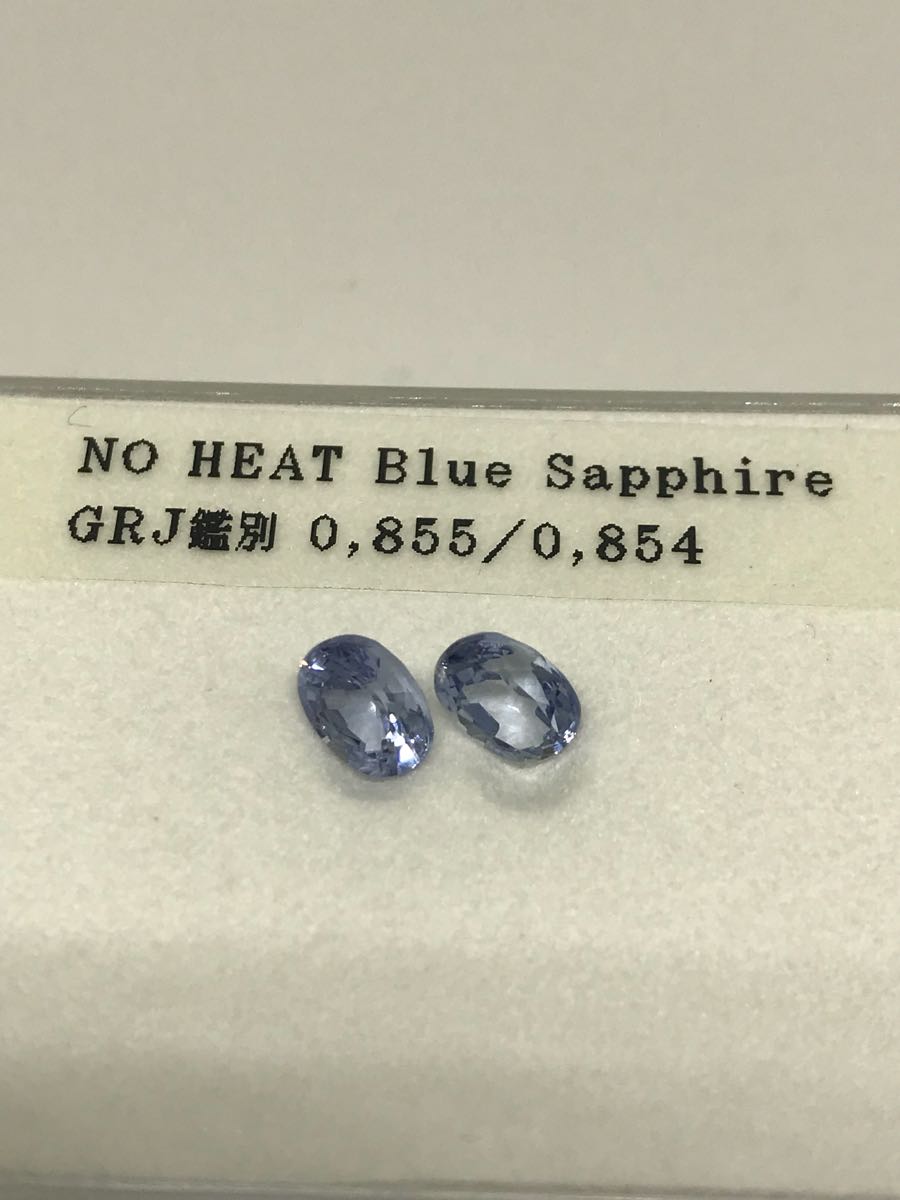 NO HEAT Blue Sapphire
GRJ鑑別 0,855/0,854